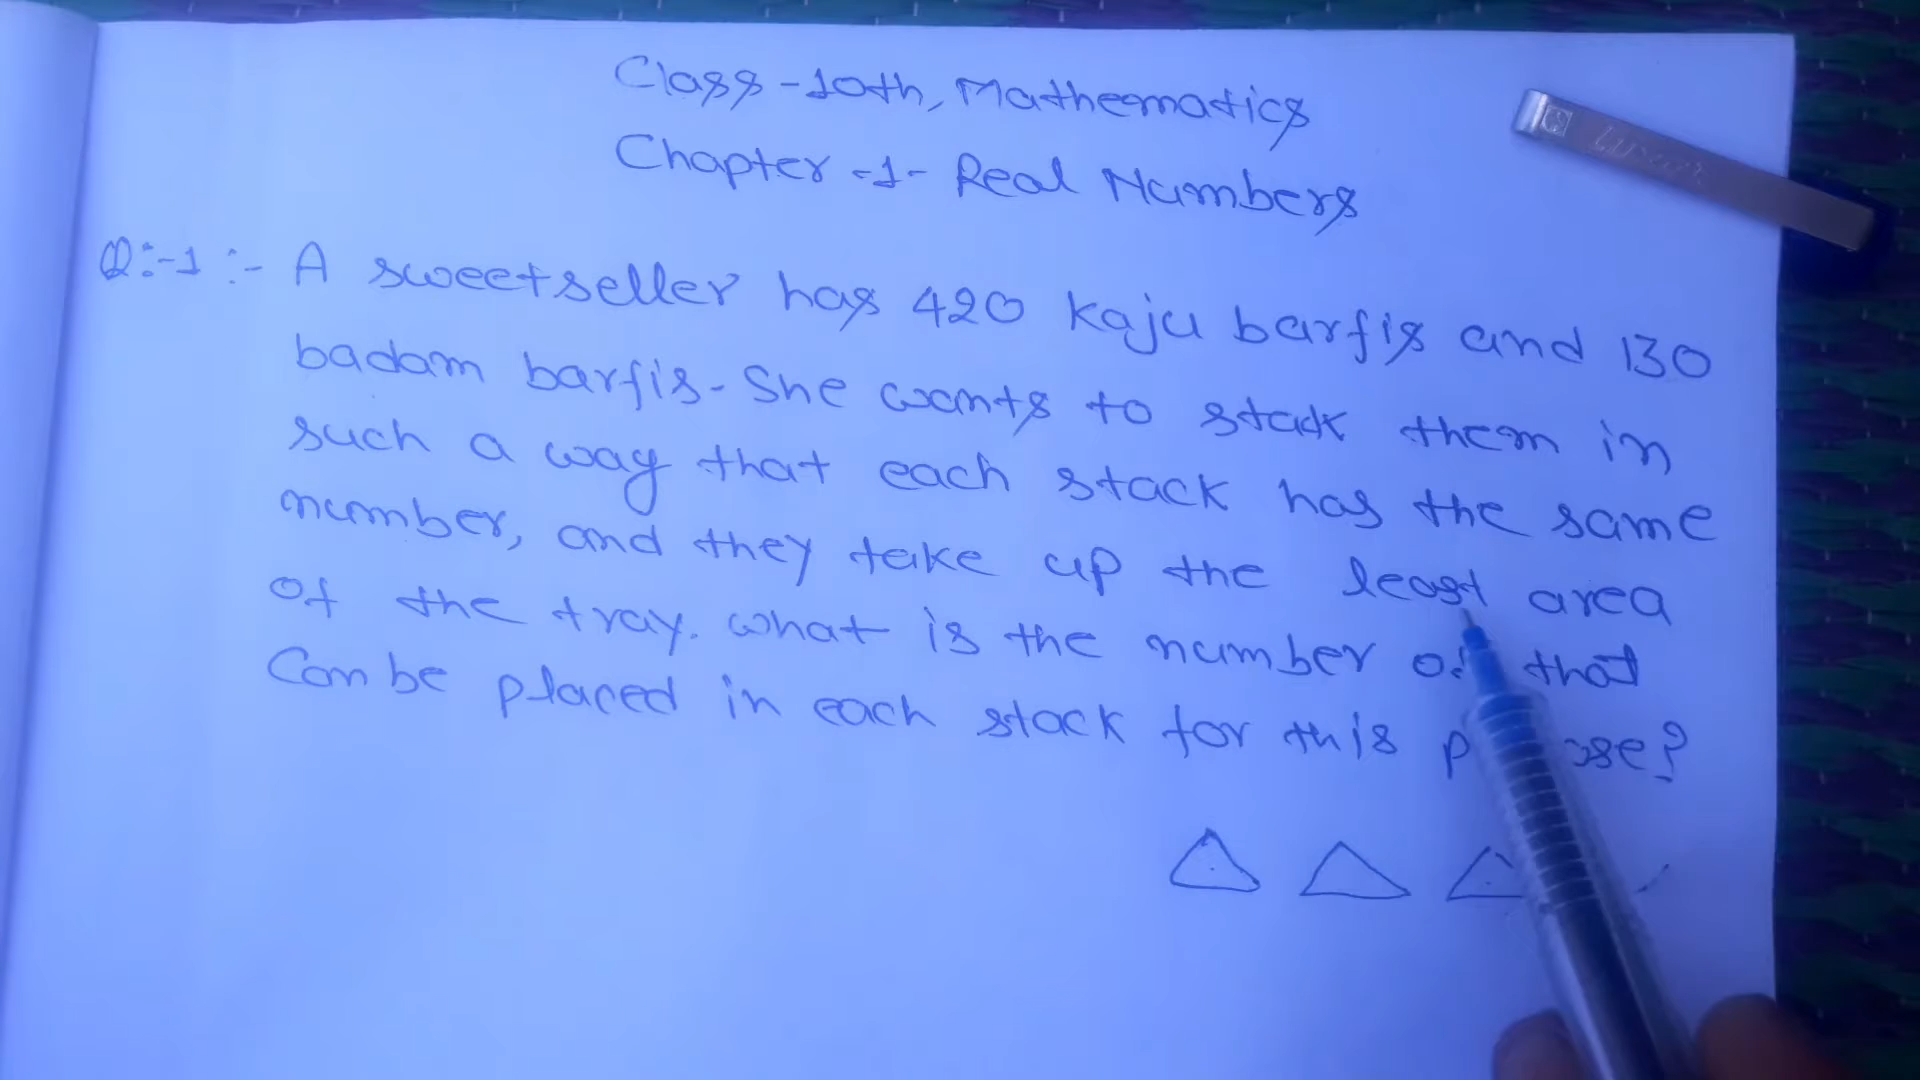 Class-10th, Mathematics
Chapter-1- Real Numbers
Q:-1:- A sweetseller has 420 Kaju barfis and 130
badam barfis. She wants to stack them in
such a way that each stack has the same
number, and they take up the least area
of the tray. what is the number of that
Can be placed in each stack for this